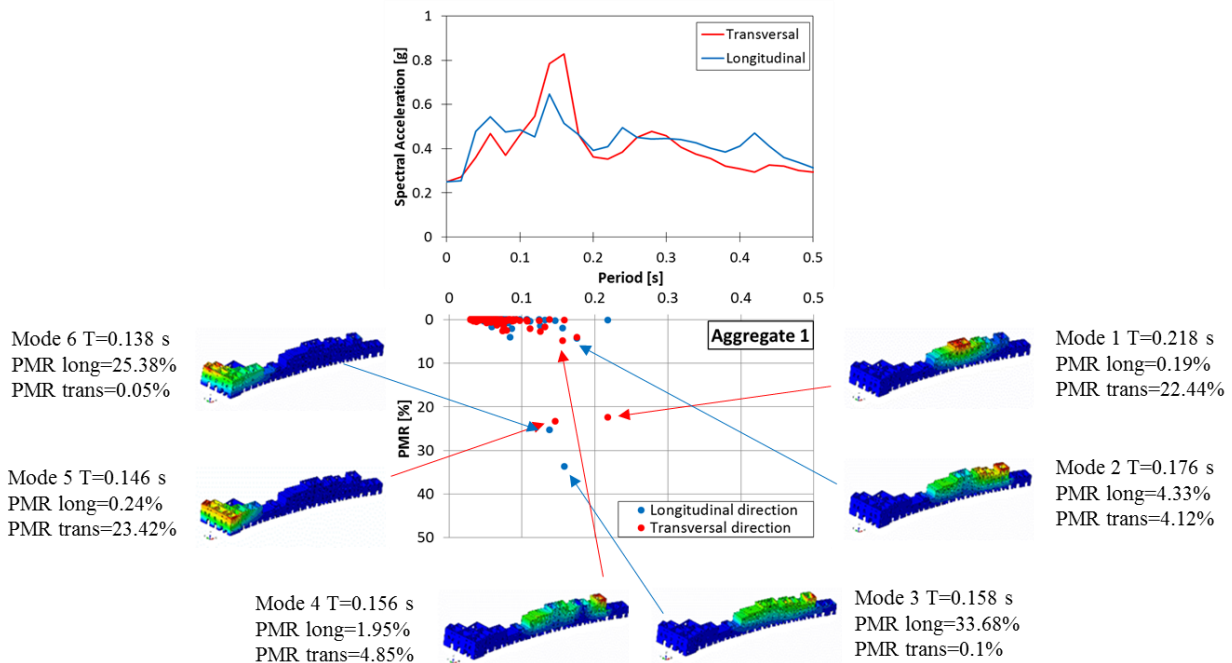 1
0.8
0.6
0.4
0.2
0
Spectral Acceleration [g]
Transversal
Longitudinal
0 0.1 0.2 0.3 0.4 0.5
Period [s]
0 0.1 0.2 0.3 0.4 0.5
0
10
20
30
40
50
PMR [%]
Aggregate 1
Longitudinal direction
Transversal direction
Mode 6 T=0.138 s
PMR long=25.38%
PMR trans=0.05%
Mode 5 T=0.146 s
PMR long=0.24%
PMR trans=23.42%
Mode 1 T=0.218 s
PMR long=0.19%
PMR trans=22.44%
Mode 2 T=0.176 s
PMR long=4.33%
PMR trans=4.12%
Mode 4 T=0.156 s
PMR long=1.95%
PMR trans=4.85%
Mode 3 T=0.158 s
PMR long=33.68%
PMR trans=0.1%